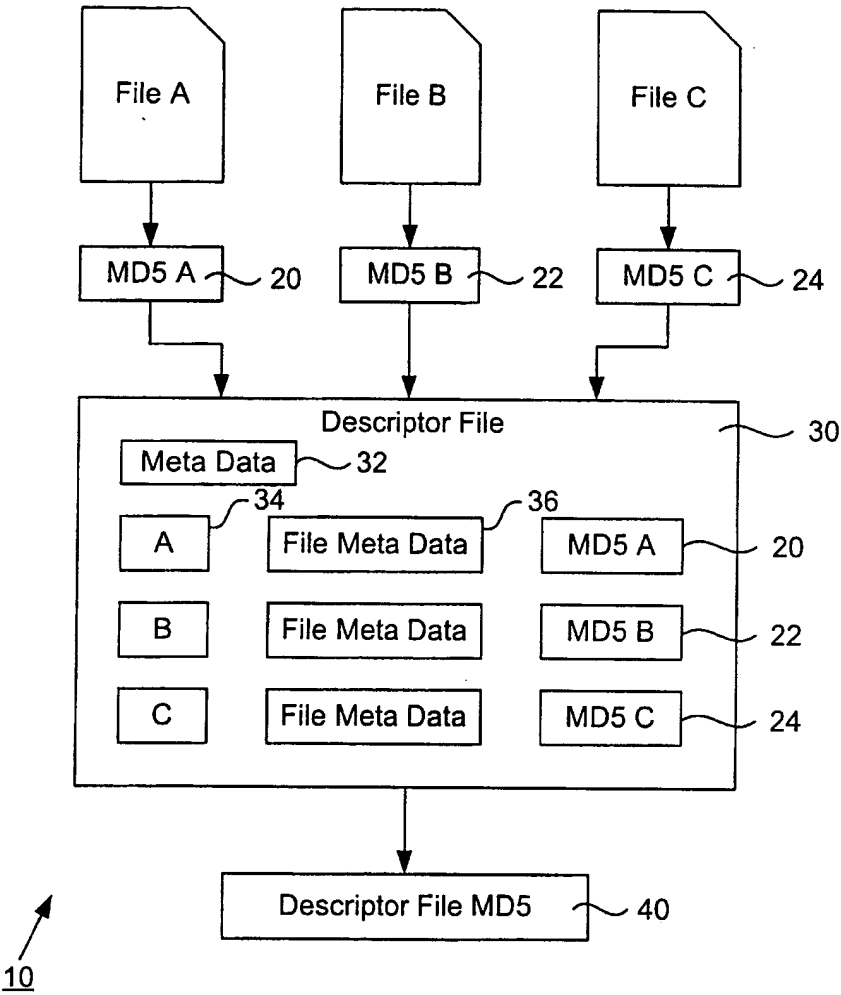 File A
File B
File C
MD5 A
20
MD5 B
22
MD5 C
24
Descriptor File
30
Meta Data
32
34
36
A
File Meta Data
MD5 A
20
B
File Meta Data
MD5 B
22
C
File Meta Data
MD5 C
24
Descriptor File MD5
40
10